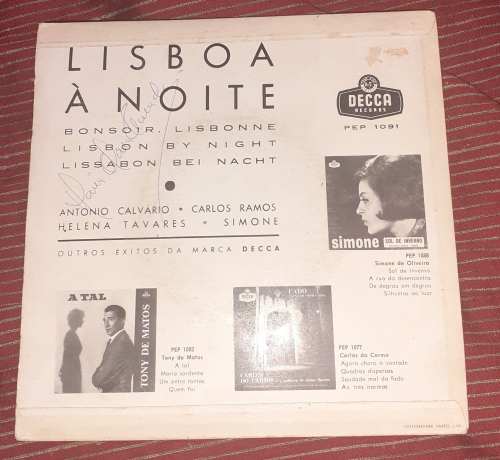 LISBOA
À NOITE
DECCA
RECORDS
PEP 1091
BONSOIR, LISBONNE
LISBON BY NIGHT
LISSABON BEI NACHT
ANTONIO CALVARIO • CARLOS RAMOS
HELENA TAVARES • SIMONE
OUTROS EXITOS DA MARCA DECCA
simone
SOL DE INVERNO
PEP 1088
Simone de Oliveira
Sol de Inverno
A rua do desencontro
De degrau em degrau
Silhuetas ao luar
A TAL
TONY DE MATOS
PEP 1082
Tony de Matos
A tal
Maria sardenta
Um entre tantos
Quem foi
DECCA
FADO
CARLOS
DO CARMO
PEP 1077
Carlos do Carmo
Agora choro à vontade
Quadras dispersas
Saudade mal do fado
As três normas